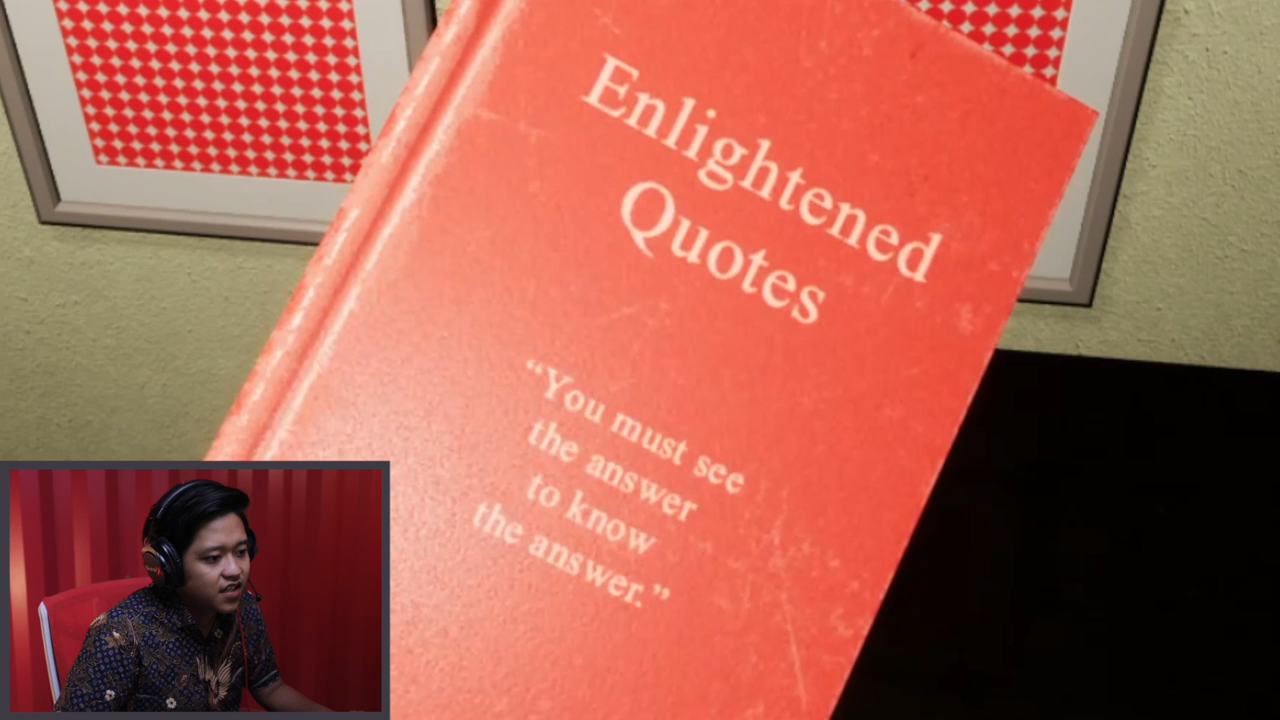 Enlightened
Quotes
“You must see
the answer
to know
the answer.”